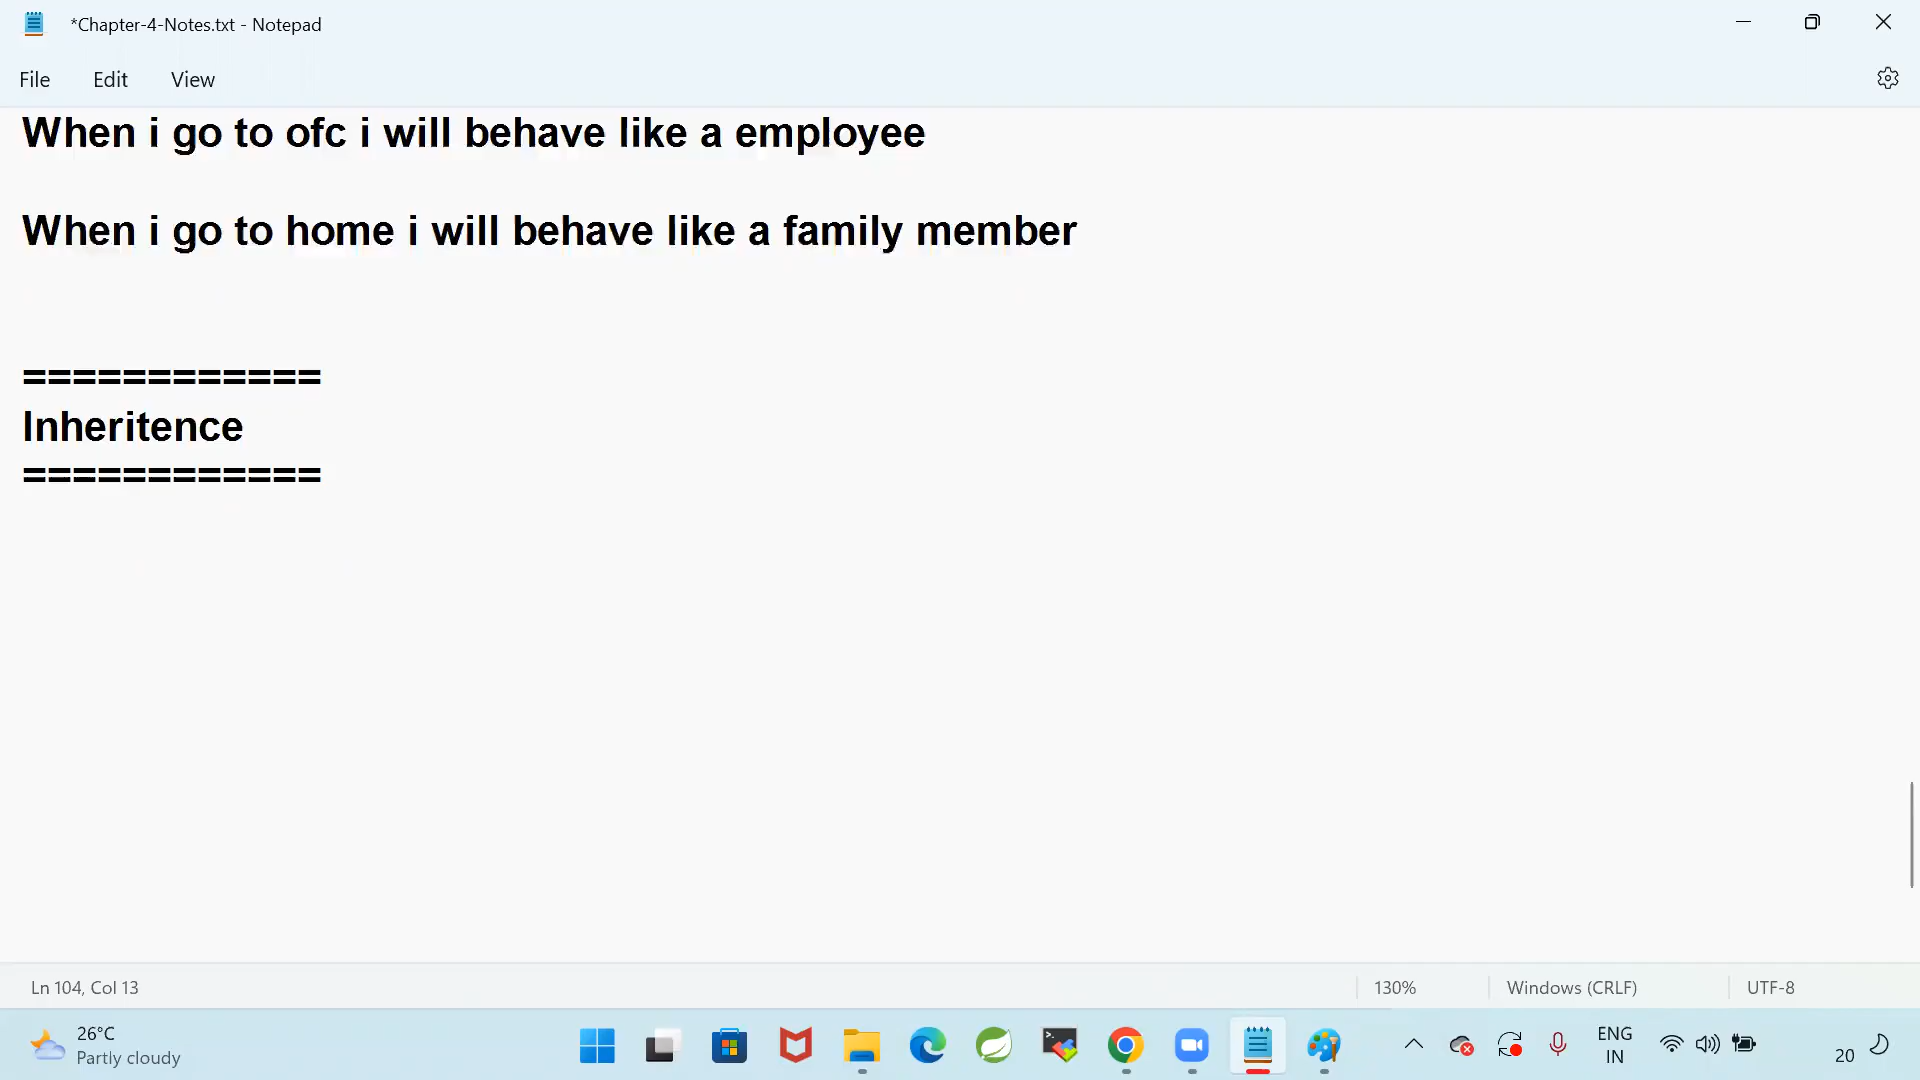 *Chapter-4-Notes.txt - Notepad
File Edit View
When i go to ofc i will behave like a employee
When i go to home i will behave like a family member
============
Inheritence
============
Ln 104, Col 13 130% Windows (CRLF) UTF-8
26°C
Partly cloudy
ENG
IN
20